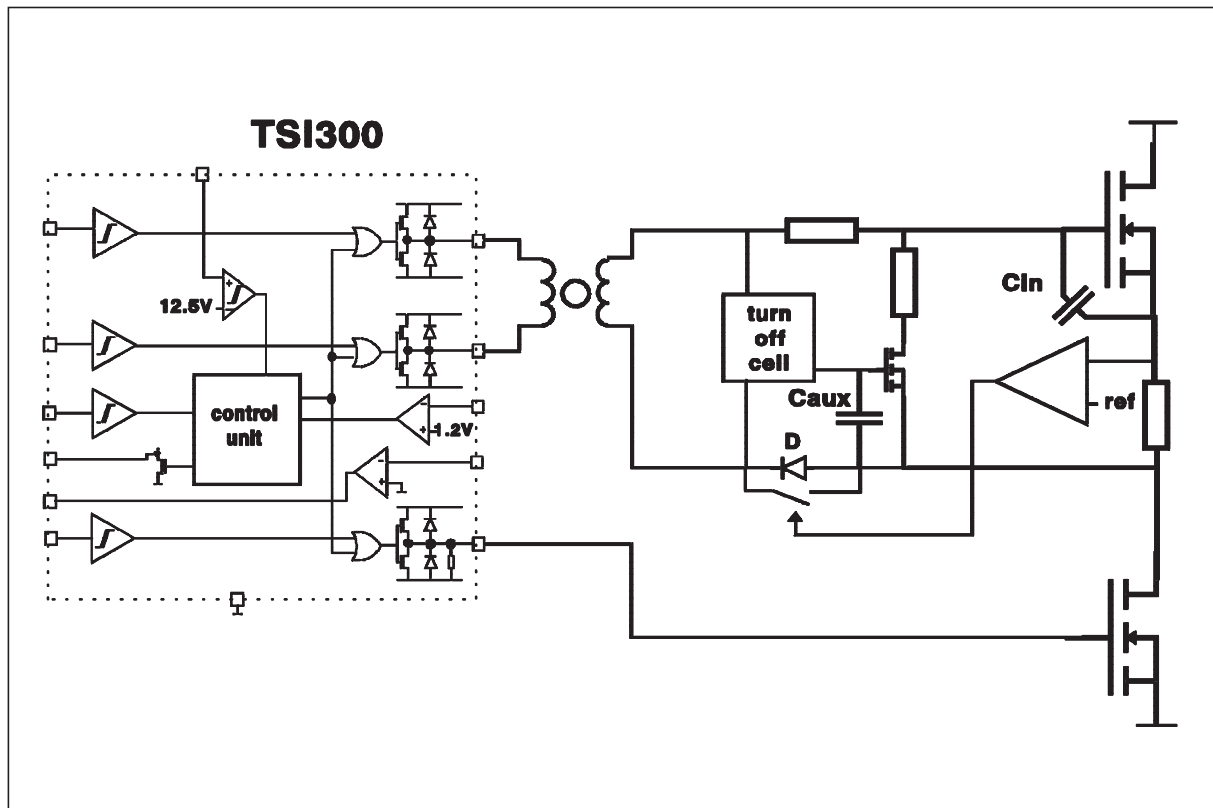 TSI300
12.5V
control
unit
1.2V
turn
off
cell
Caux
D
CIn
ref